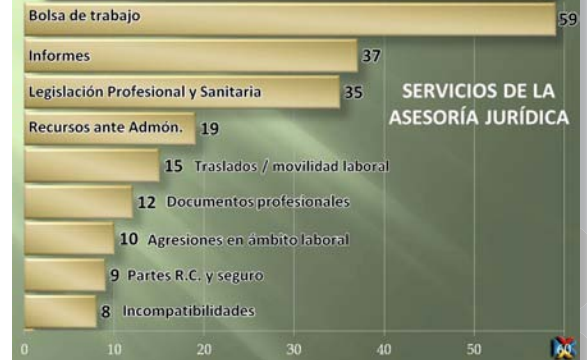 Bolsa de trabajo 59
Informes 37
Legislación Profesional y Sanitaria 35
SERVICIOS DE LA
ASESORÍA JURÍDICA
Recursos ante Admón. 19
15 Traslados / movilidad laboral
12 Documentos profesionales
10 Agresiones en ámbito laboral
9 Partes R.C. y seguro
8 Incompatibilidades
0 10 20 30 40 50 60